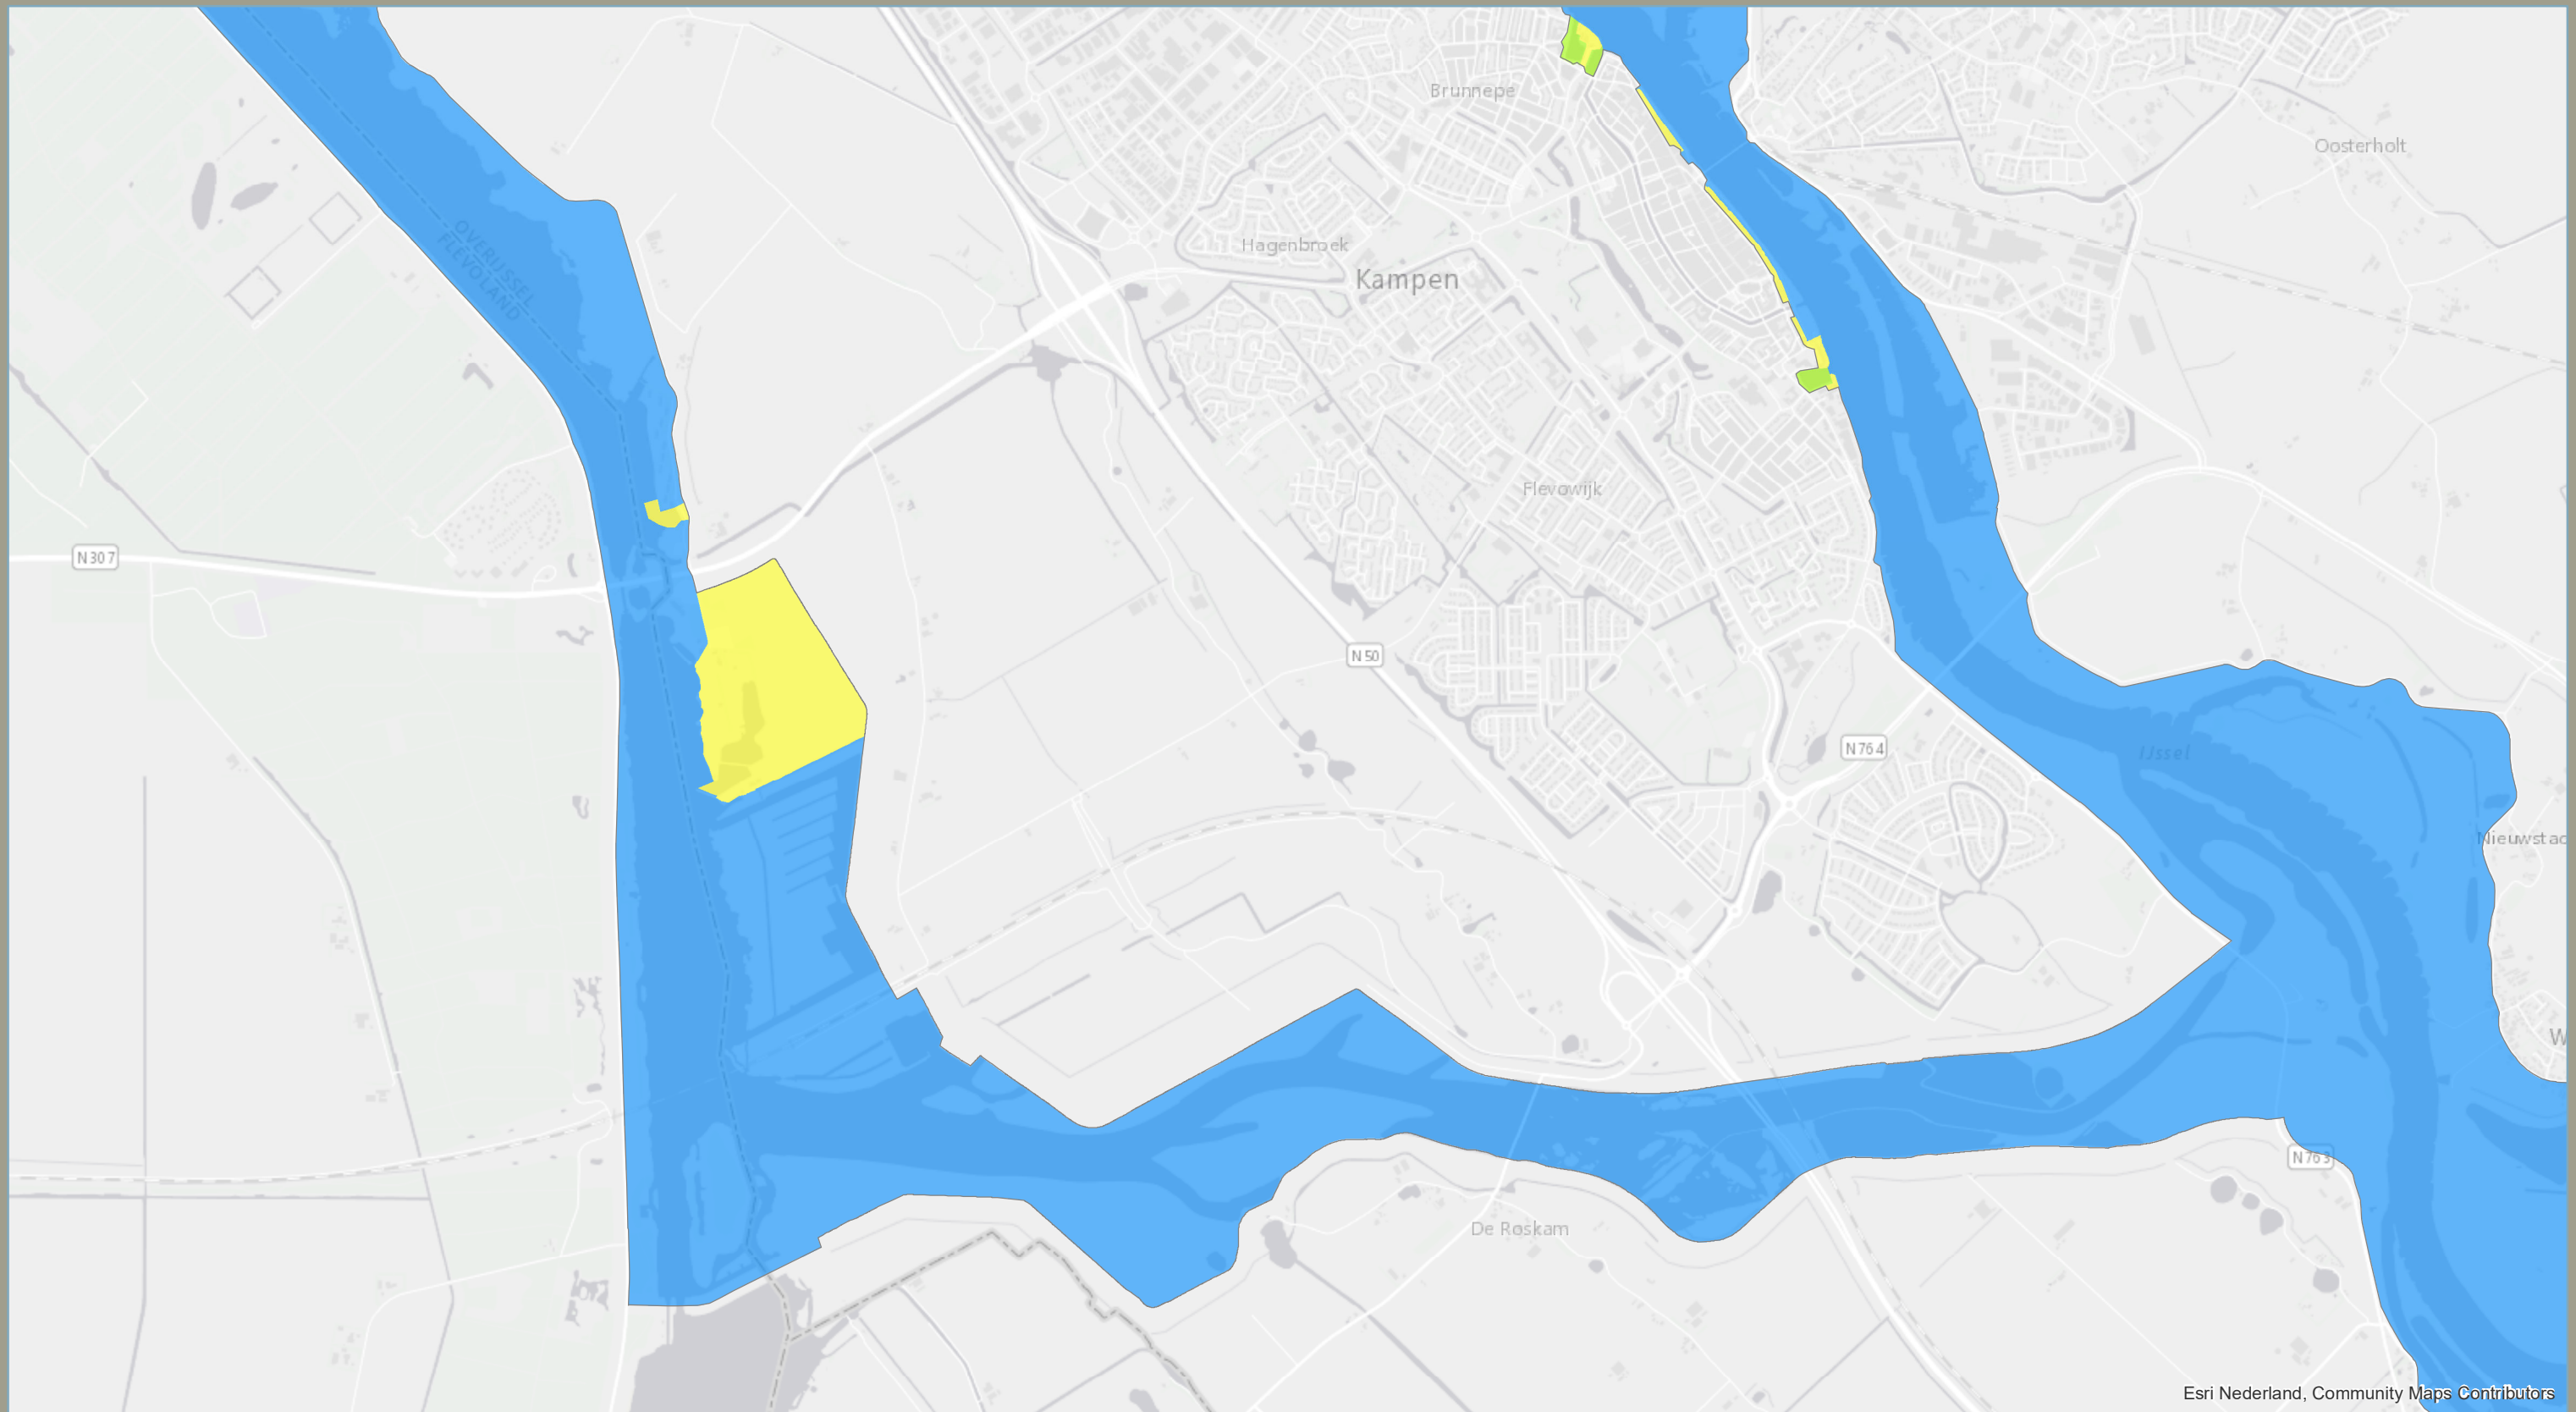 Brunnepe
Oosterholt
OVERIJSSEL
FLEVOLAND
Hagenbroek
Kampen
Flevowijk
N307
N50
N764
IJssel
Nieuwstad
N763
De Roskam
Esri Nederland, Community Maps Contributors